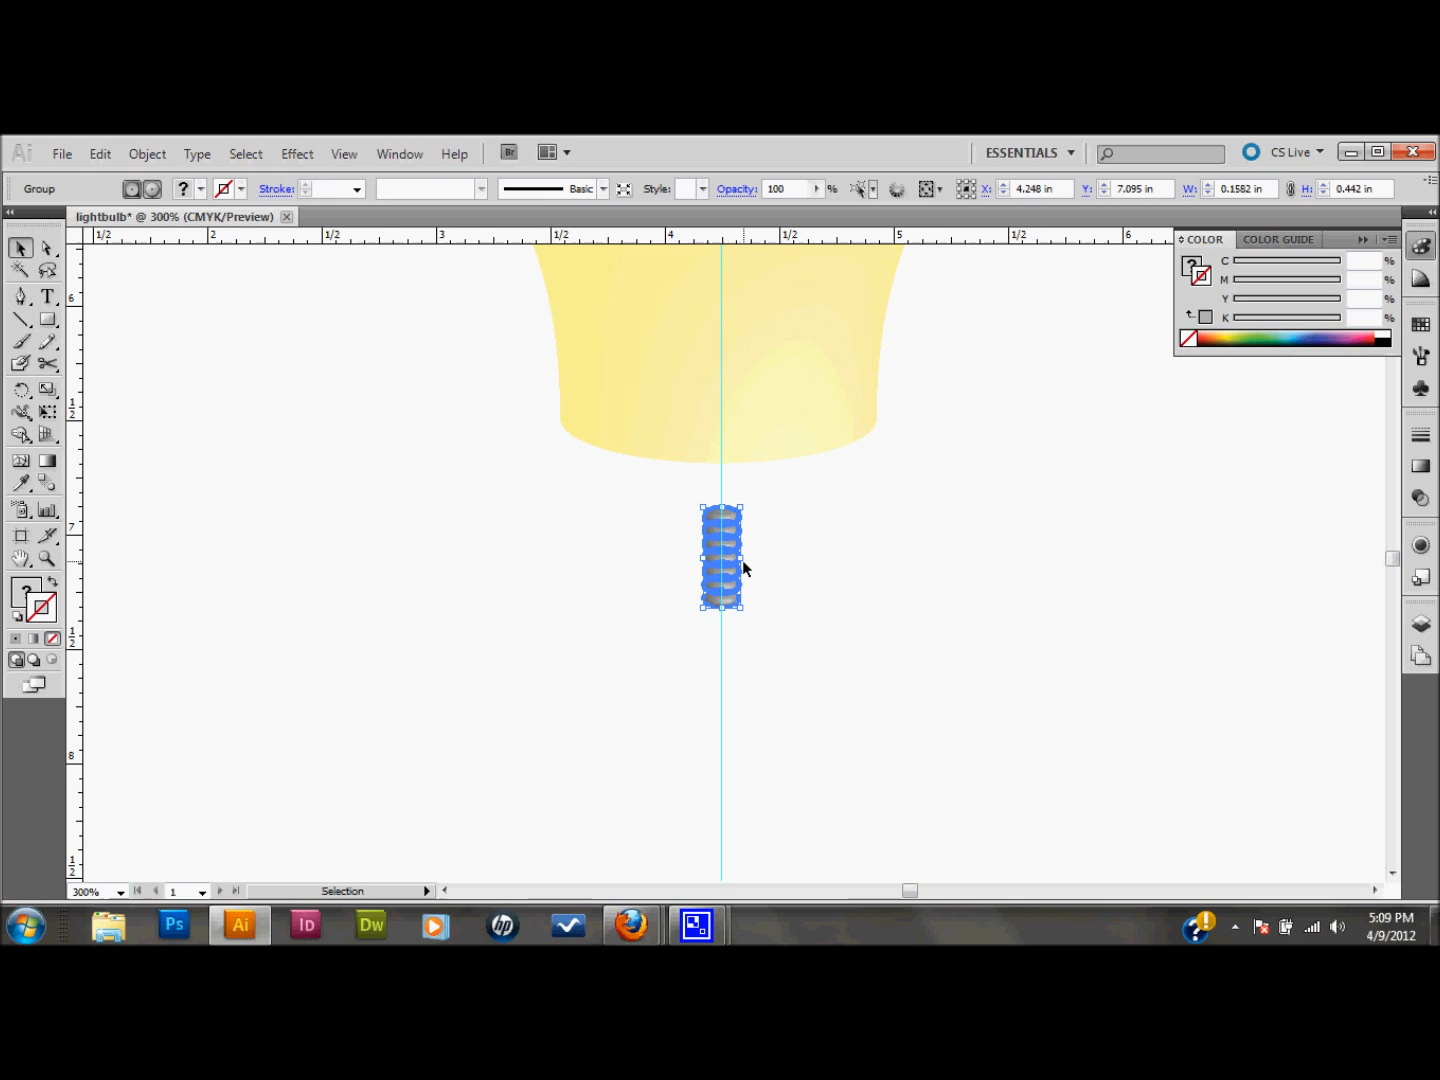 Ai File Edit Object Type Select Effect View Window Help Br ESSENTIALS CS Live
Group ? Stroke: Basic Style: Opacity: 100 % X: 4.248 in Y: 7.095 in W: 0.1582 in H: 0.442 in
lightbulb* @ 300% (CMYK/Preview)
1/2 2 1/2 3 1/2 4 1/2 5 1/2 6
COLOR COLOR GUIDE
? C %
M %
Y %
K %
T
6
1/2
7
?
1/2
8
1/2
300% 1 Selection
Ps Ai Id Dw hp ? !
5:09 PM
4/9/2012